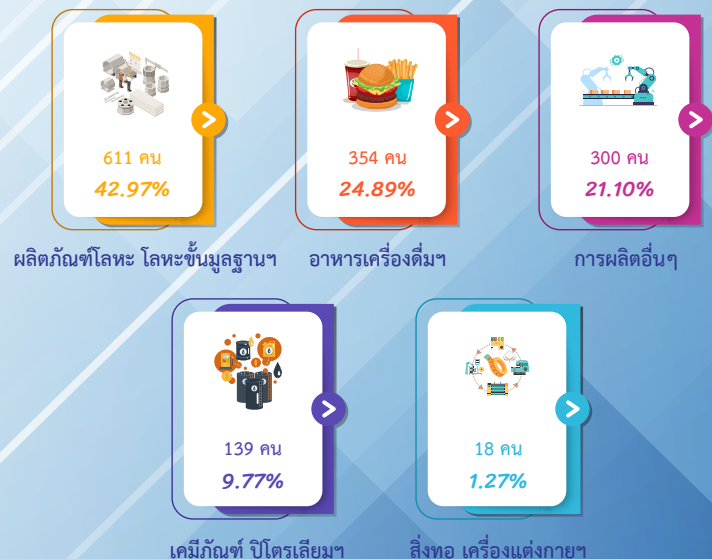 611 คน
42.97%
ผลิตภัณฑ์โลหะ โลหะขั้นมูลฐานฯ
354 คน
24.89%
อาหารเครื่องดื่มฯ
300 คน
21.10%
การผลิตอื่นๆ
139 คน
9.77%
เคมีภัณฑ์ ปิโตรเลียมฯ
18 คน
1.27%
สิ่งทอ เครื่องแต่งกายฯ